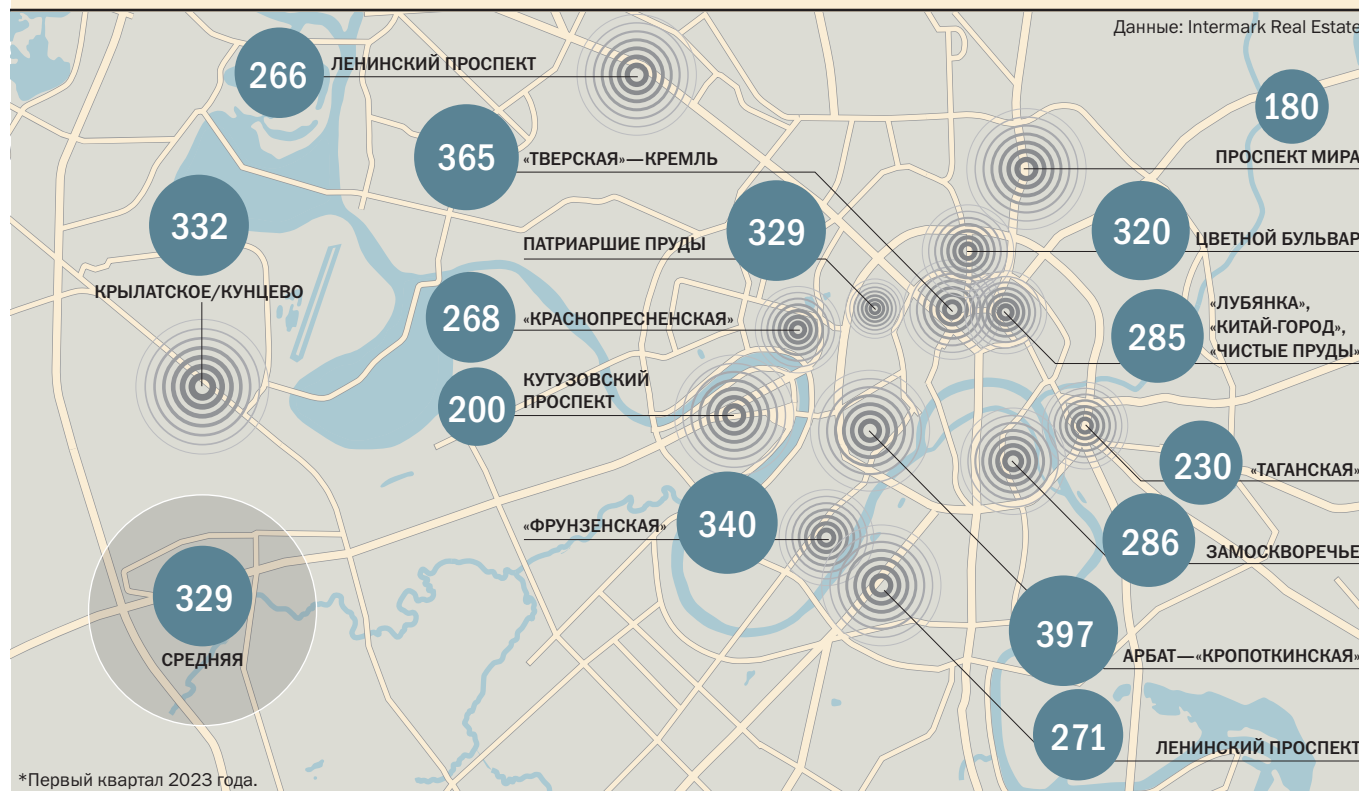 Данные: Intermark Real Estate
266
ЛЕНИНСКИЙ ПРОСПЕКТ
180
ПРОСПЕКТ МИРА
365
«ТВЕРСКАЯ»—КРЕМЛЬ
332
КРЫЛАТСКОЕ/КУНЦЕВО
329
ПАТРИАРШИЕ ПРУДЫ
320
ЦВЕТНОЙ БУЛЬВАР
268
«КРАСНОПРЕСНЕНСКАЯ»
285
«ЛУБЯНКА»,
«КИТАЙ-ГОРОД»,
«ЧИСТЫЕ ПРУДЫ»
200
КУТУЗОВСКИЙ
ПРОСПЕКТ
230
«ТАГАНСКАЯ»
«ФРУНЗЕНСКАЯ»
340
286
ЗАМОСКВОРЕЧЬЕ
329
СРЕДНЯЯ
397
АРБАТ—«КРОПОТКИНСКАЯ»
271
ЛЕНИНСКИЙ ПРОСПЕКТ
*Первый квартал 2023 года.